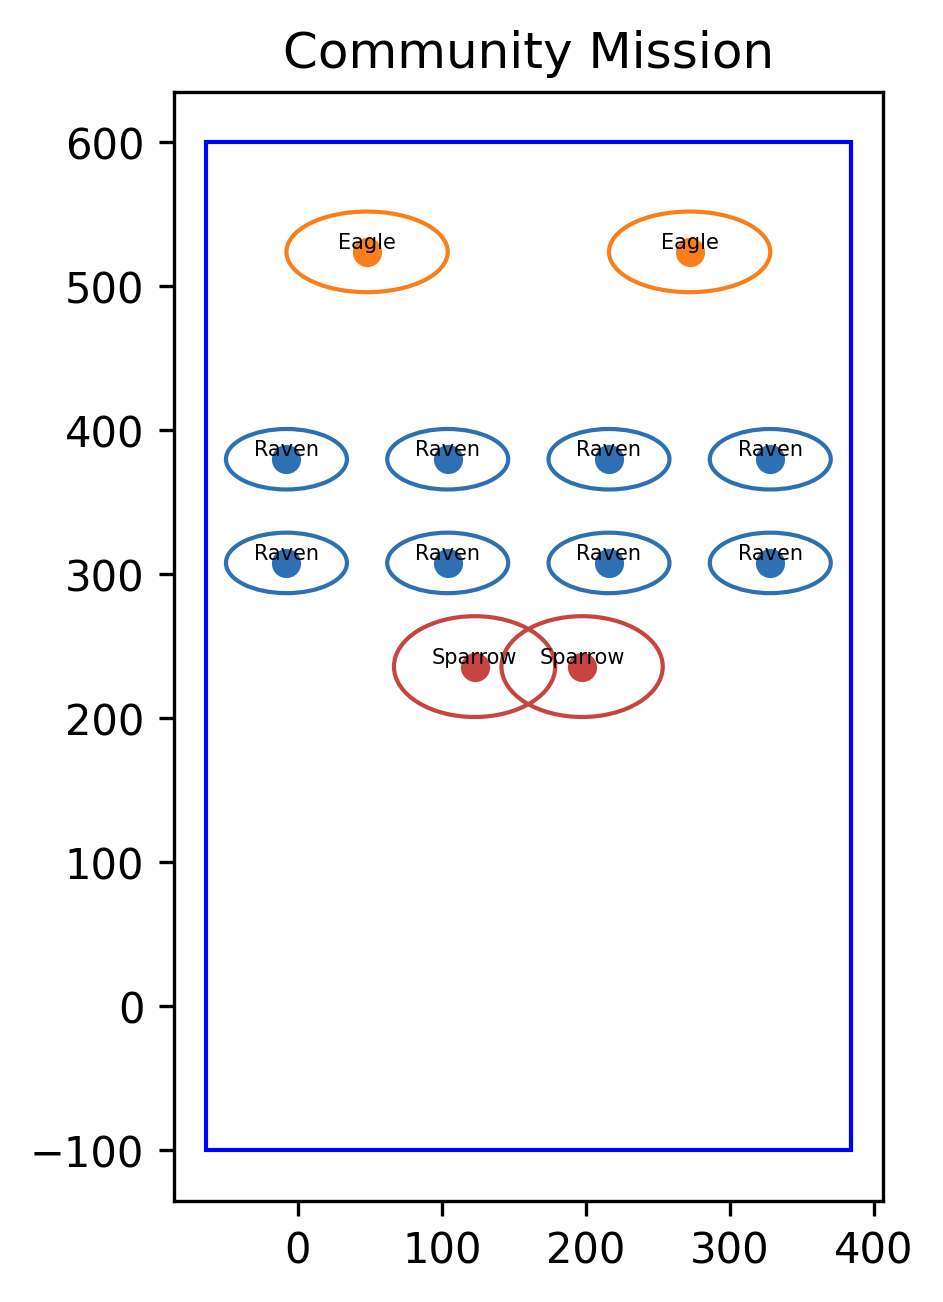 Community Mission
600
Eagle Eagle
500
400
Raven Raven Raven Raven
Raven Raven Raven Raven
300
Sparrow Sparrow
200
100
0
−100
0 100 200 300 400